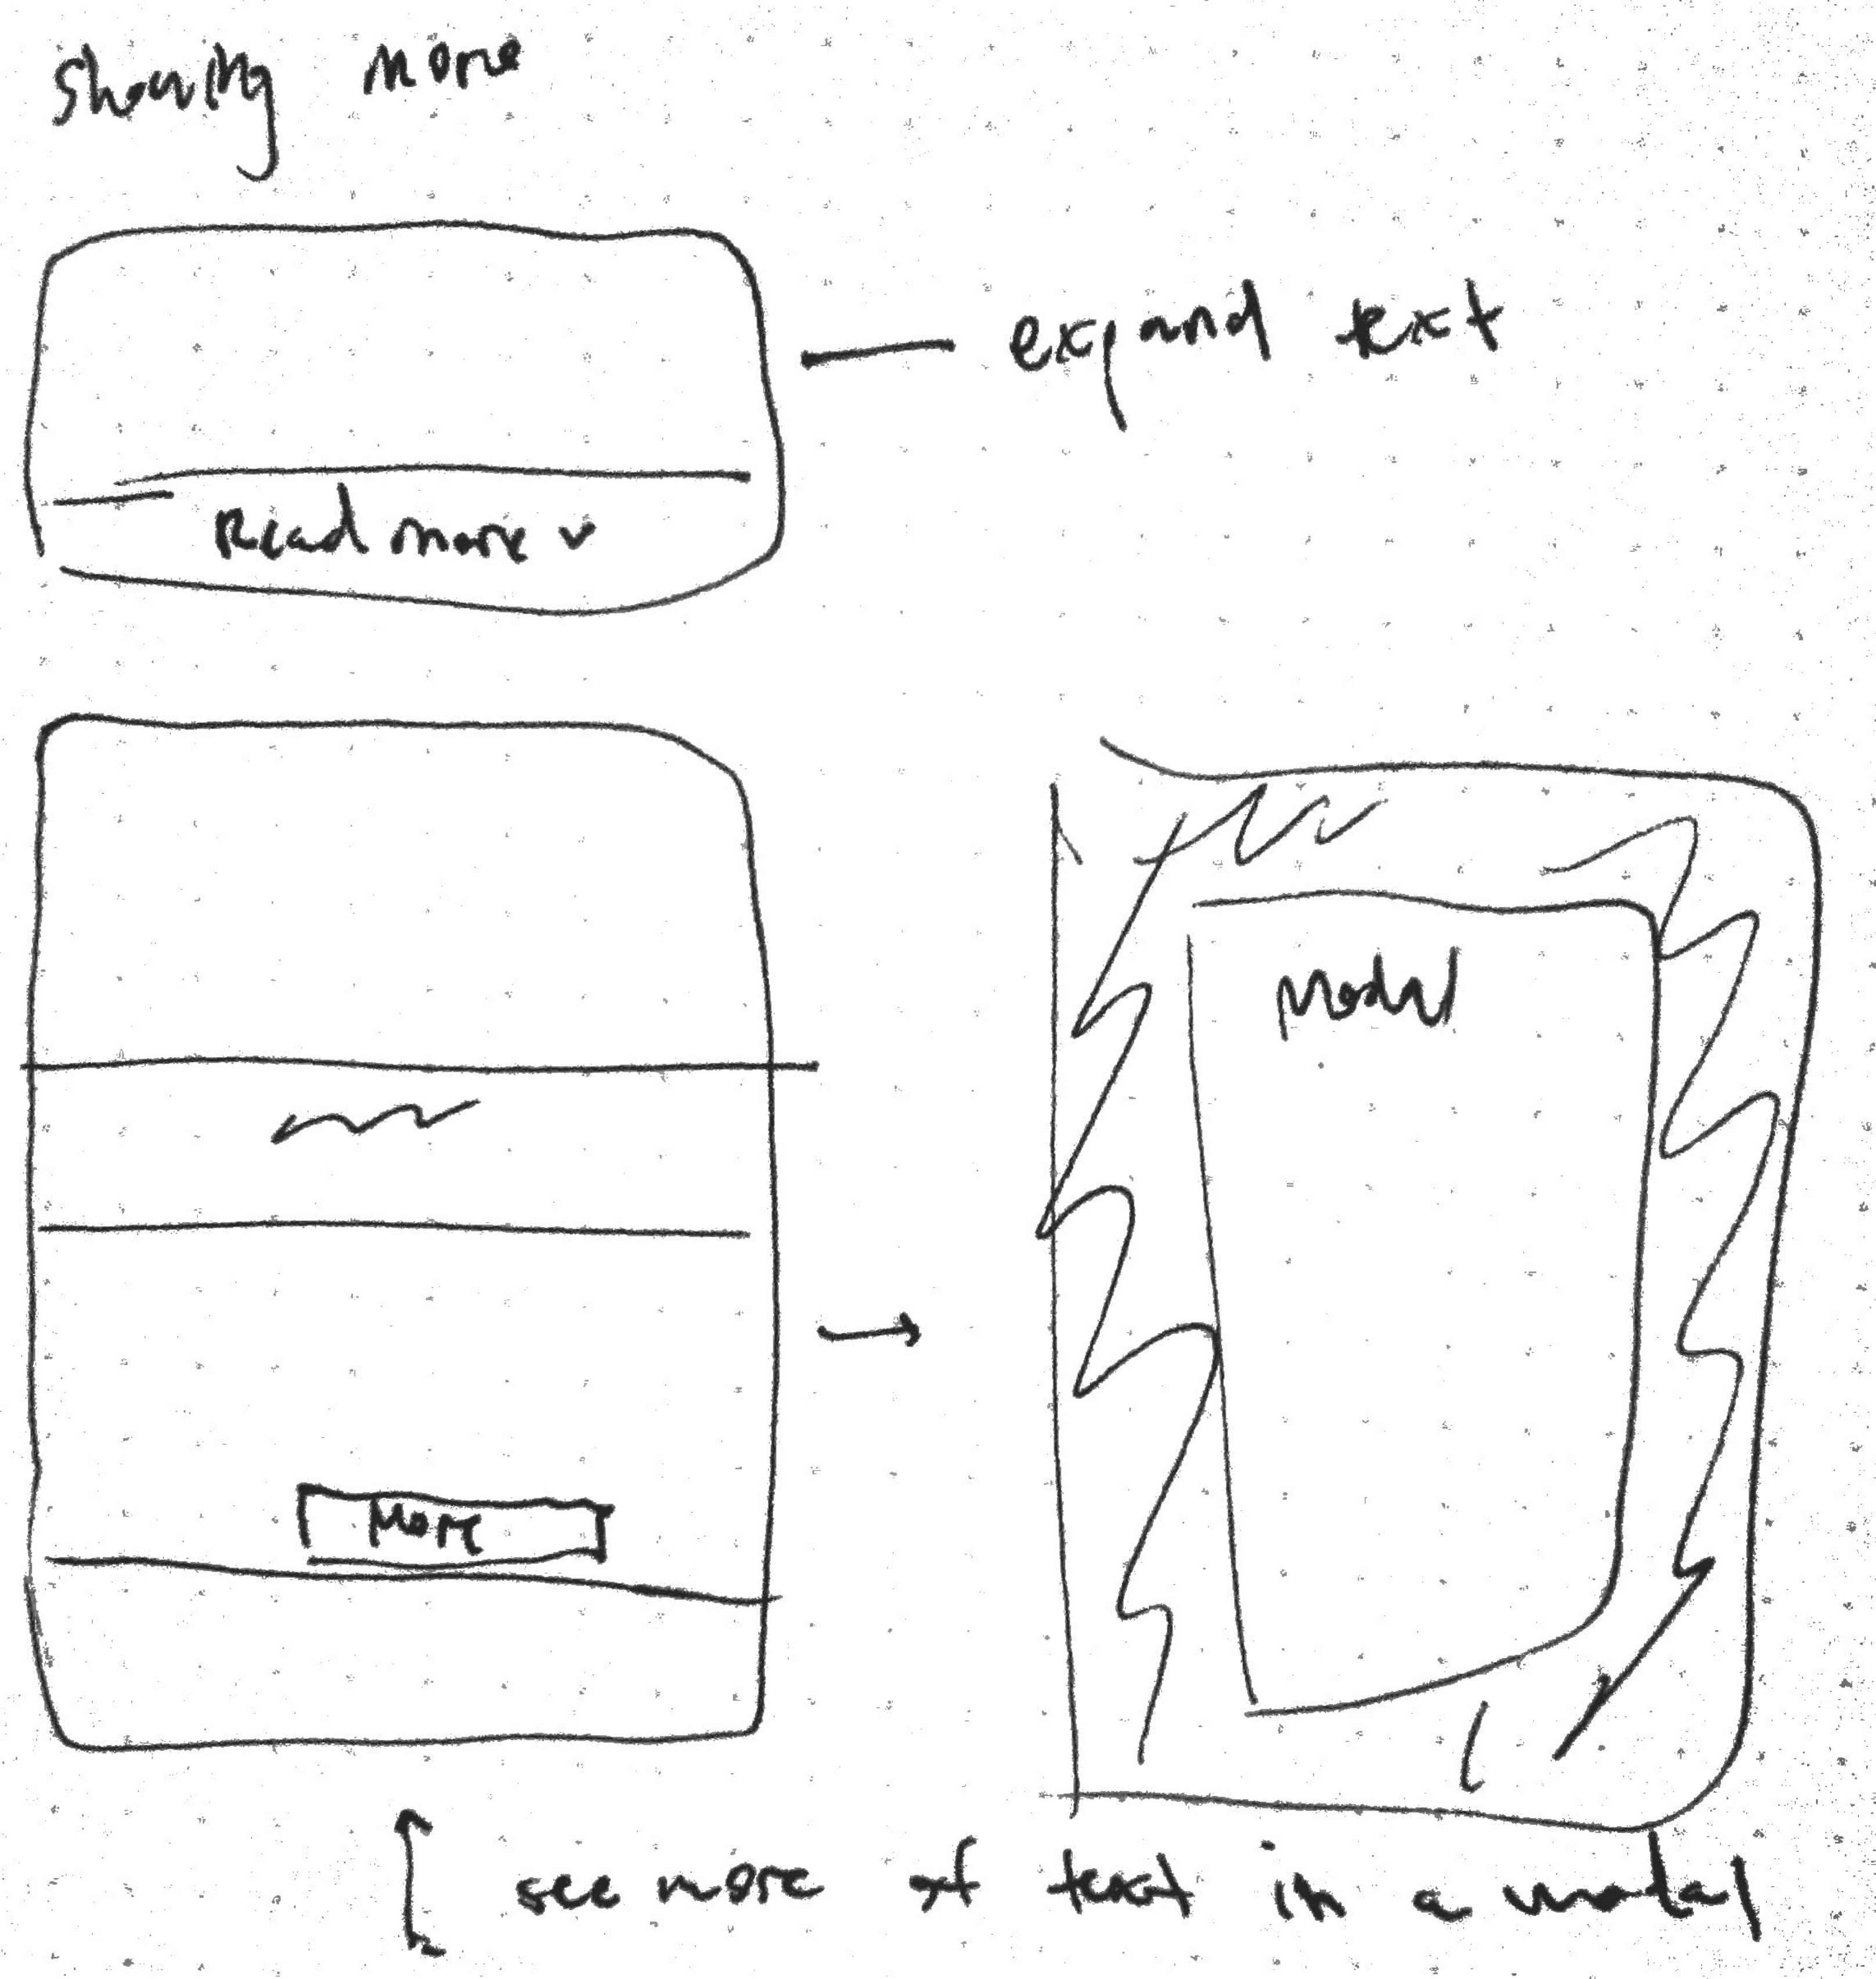 Showing more
expand text
Read more
Modal
More
see more of text in a modal